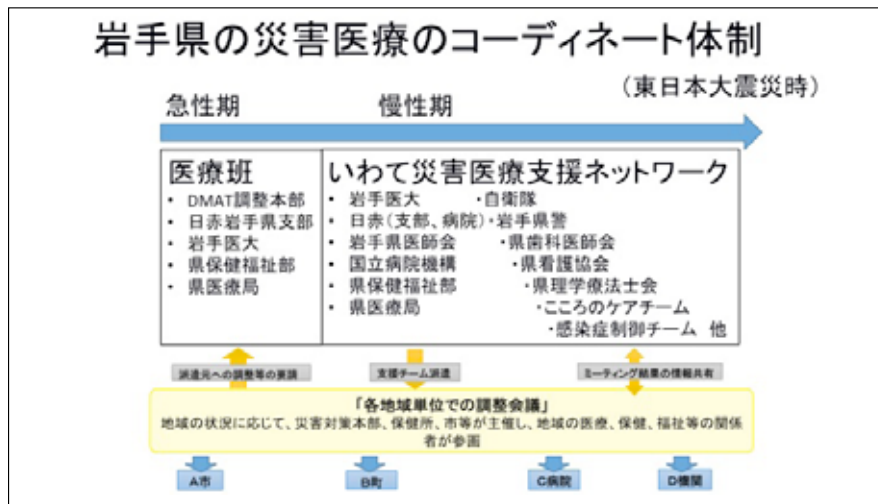 岩手県の災害医療のコーディネート体制
(東日本大震災時)
急性期
慢性期
医療班
・ DMAT調整本部
・ 日赤岩手県支部
・ 岩手医大
・ 県保健福祉部
・ 県医療局
いわて災害医療支援ネットワーク
・ 岩手医大 ・自衛隊
・ 日赤(支部、病院)・岩手県警
・ 岩手県医師会 ・県歯科医師会
・ 国立病院機構 ・県看護協会
・ 県保健福祉部 ・県理学療法士会
・ 県医療局 ・こころのケアチーム
・感染症制御チーム 他
派遣元への調整等の要請
支援チーム派遣
ミーティング結果の情報共有
「各地域単位での調整会議」
地域の状況に応じて、災害対策本部、保健所、市等が主催し、地域の医療、保健、福祉等の関係
者が参画
A市
B町
C病院
D機関